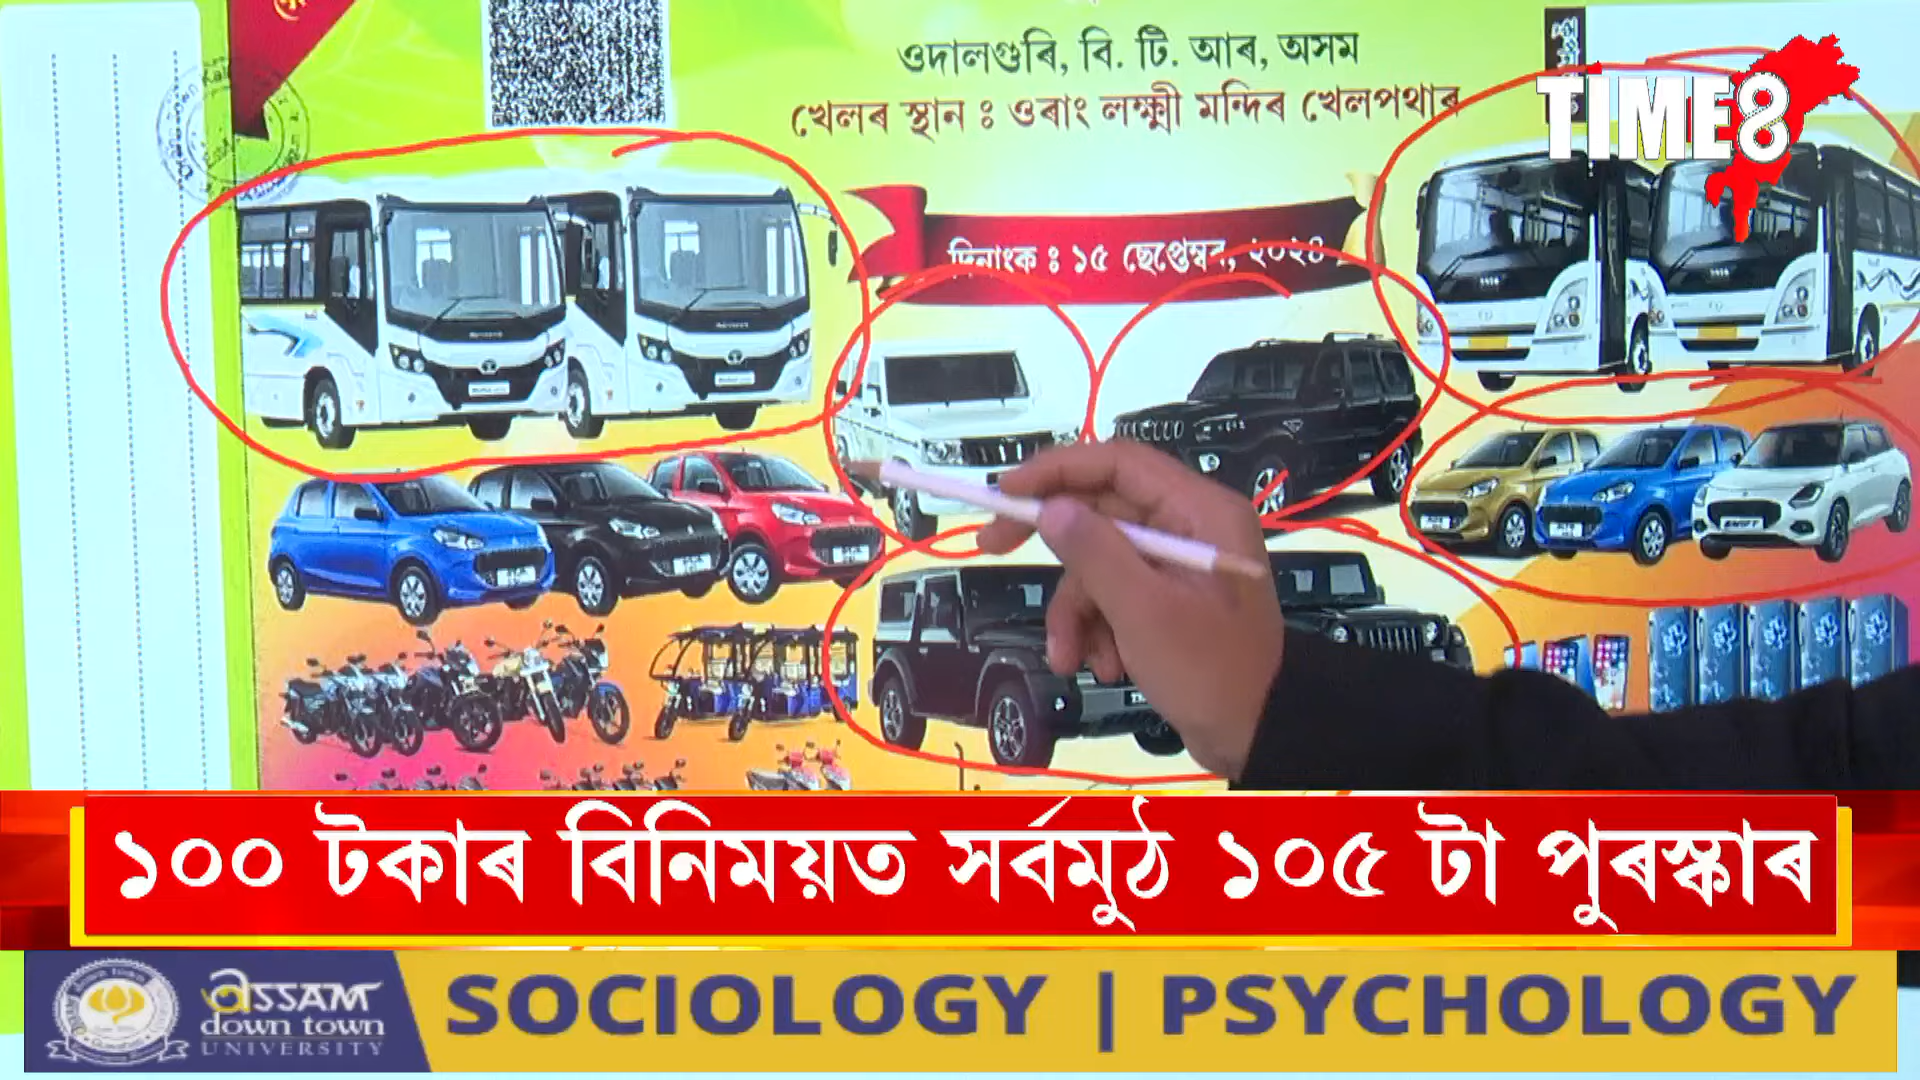 ওদালগুৰি, বি. টি. আৰ, অসম
খেলৰ স্থান ঃ ওৰাং লক্ষ্মী মন্দিৰ খেলপথাৰ
TIME8
দিনাংক ঃ ১৫ ছেপ্তেম্বৰ, ২০২৪
SWIFT
১০০ টকাৰ বিনিময়ত সৰ্বমুঠ ১০৫ টা পুৰস্কাৰ
ASSAM
down town
UNIVERSITY
SOCIOLOGY | PSYCHOLOGY